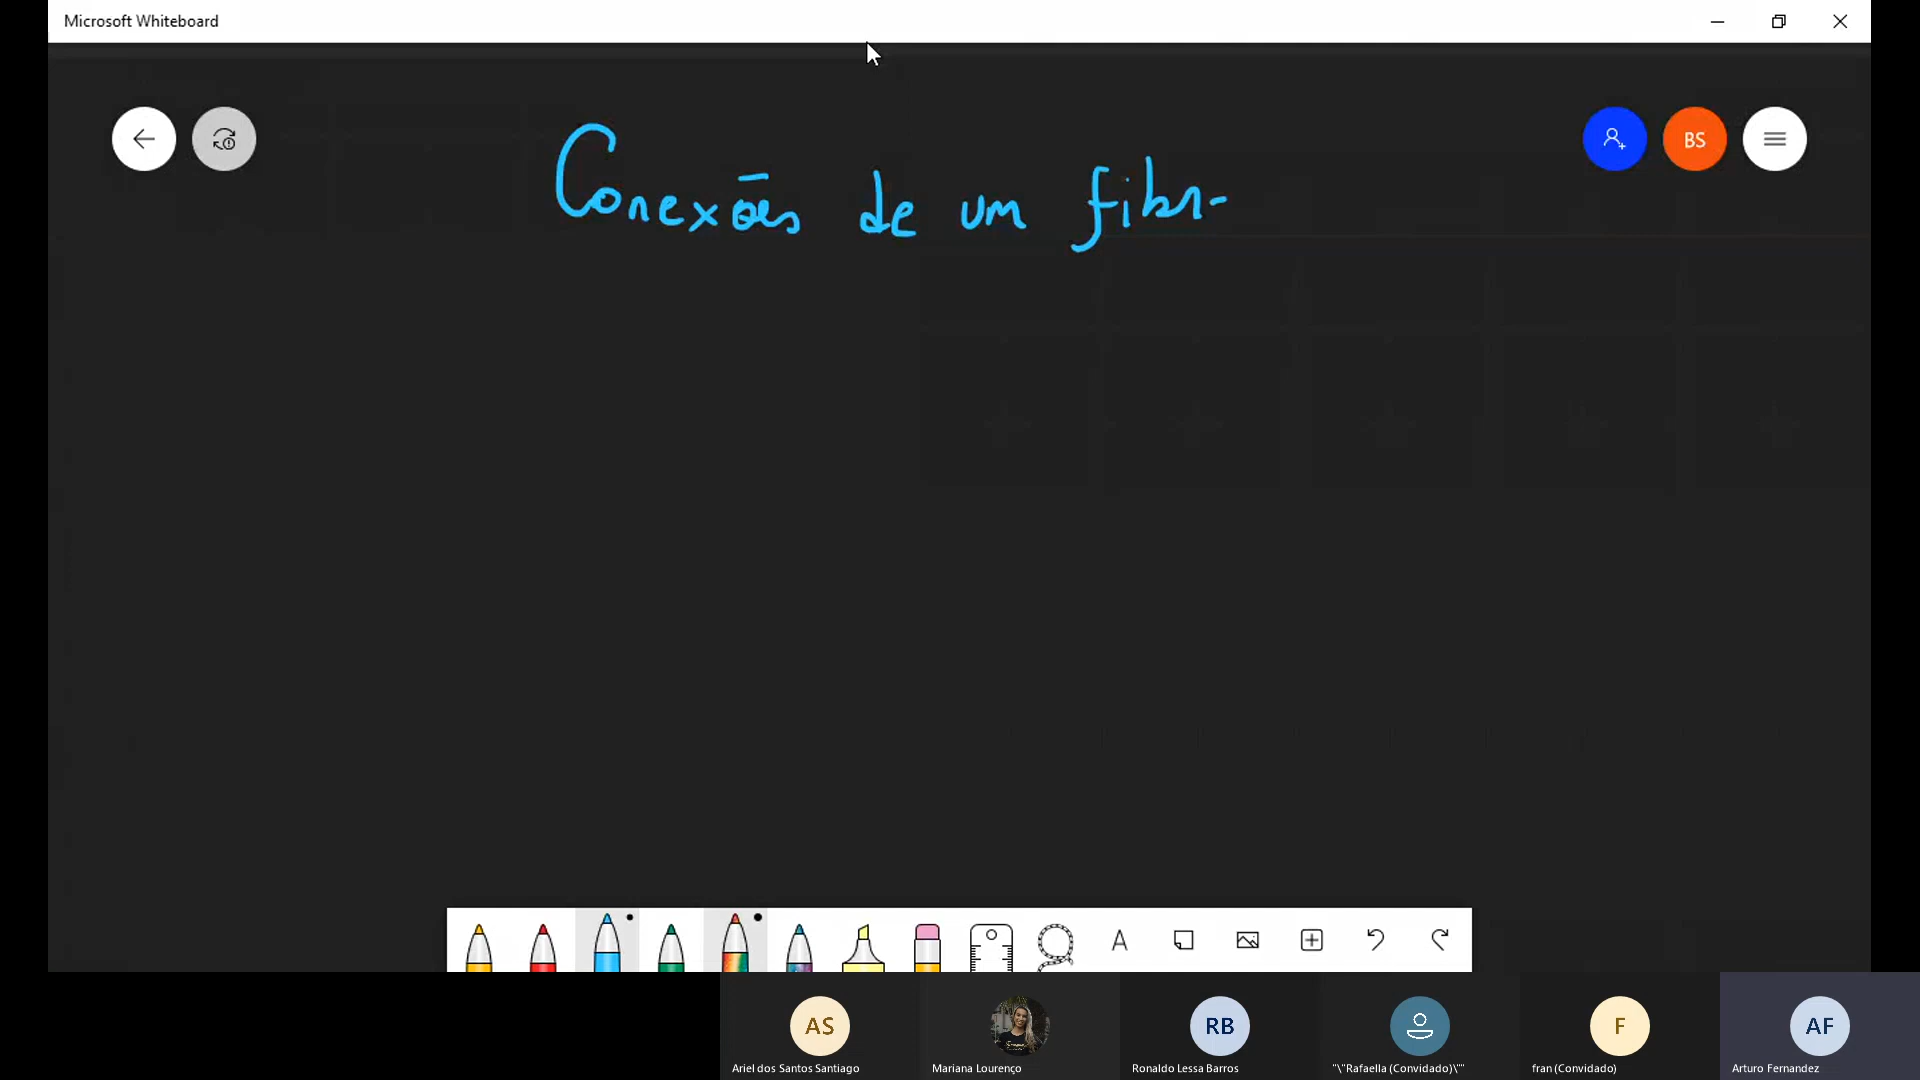 Microsoft Whiteboard
BS
Conexões de um fibr-
A
AS
RB
F
AF
Ariel dos Santos Santiago
Mariana Lourenço
Ronaldo Lessa Barros
"\"Rafaella (Convidado)\""
fran (Convidado)
Arturo Fernandez